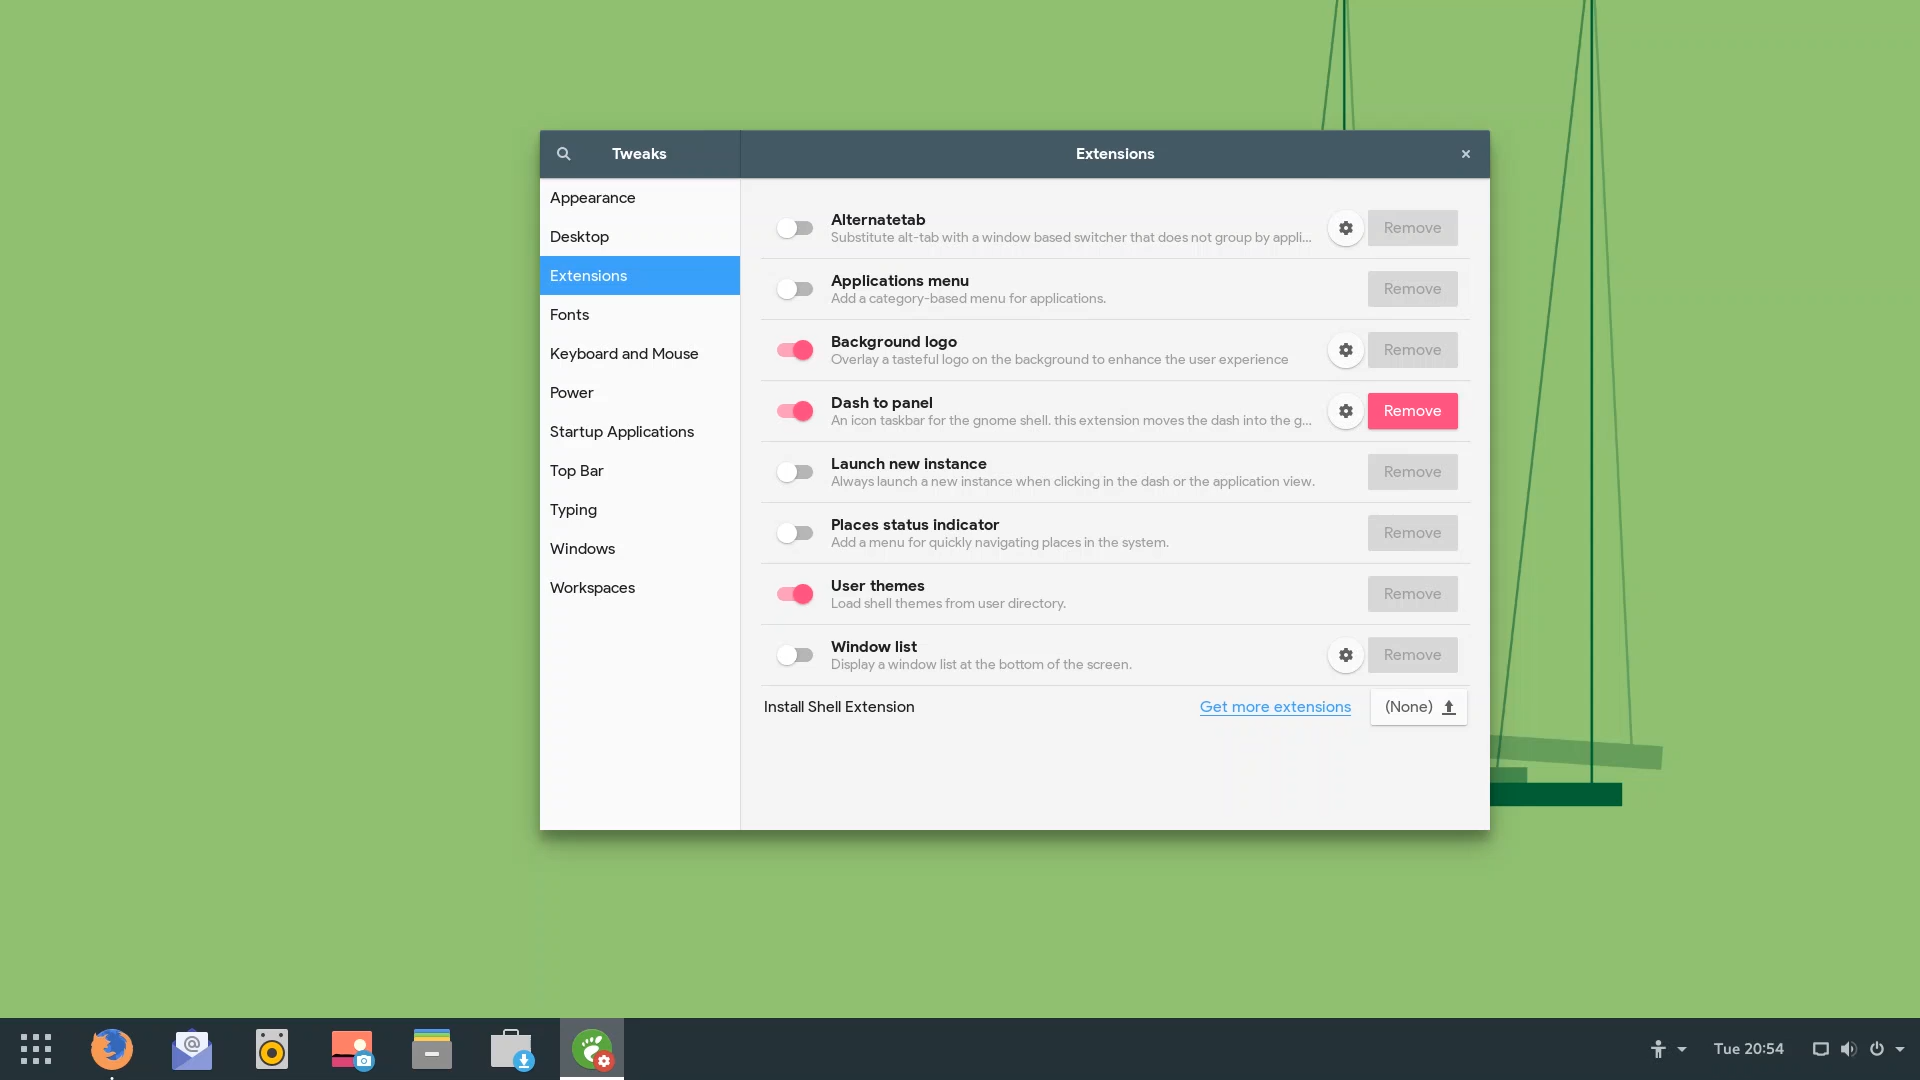 Tweaks
Extensions
Appearance
Desktop
Extensions
Fonts
Keyboard and Mouse
Power
Startup Applications
Top Bar
Typing
Windows
Workspaces
Alternatetab
Substitute alt-tab with a window based switcher that does not group by appli...
Remove
Applications menu
Add a category-based menu for applications.
Remove
Background logo
Overlay a tasteful logo on the background to enhance the user experience
Remove
Dash to panel
An icon taskbar for the gnome shell. this extension moves the dash into the g...
Remove
Launch new instance
Always launch a new instance when clicking in the dash or the application view.
Remove
Places status indicator
Add a menu for quickly navigating places in the system.
Remove
User themes
Load shell themes from user directory.
Remove
Window list
Display a window list at the bottom of the screen.
Remove
Install Shell Extension
Get more extensions
(None)
Tue 20:54